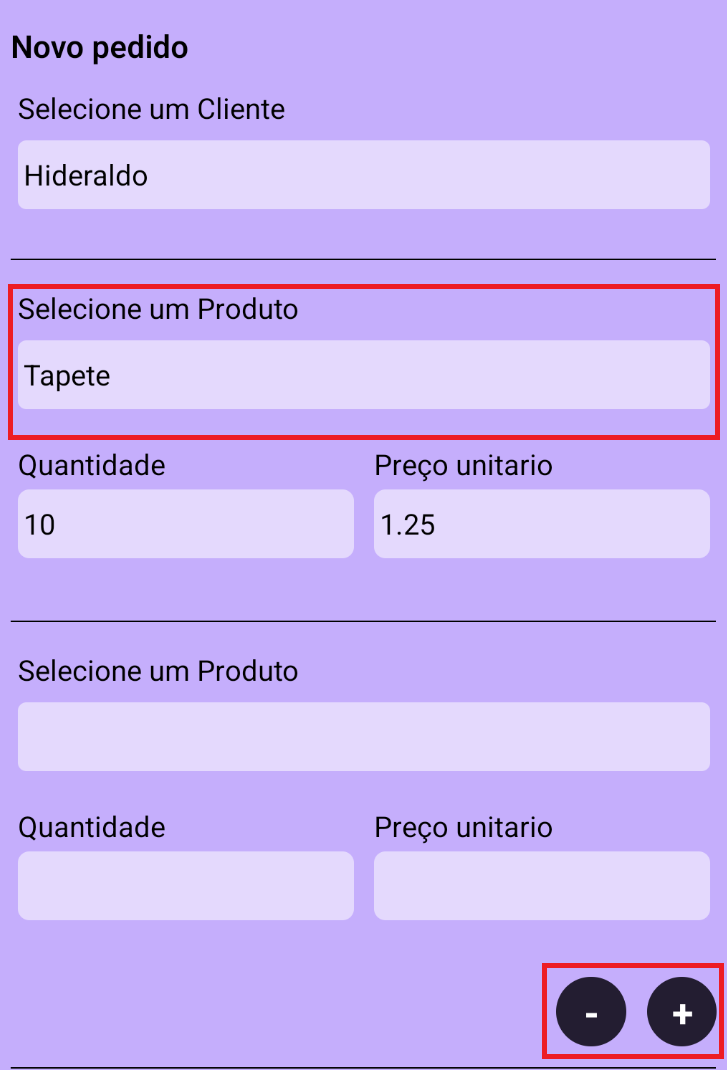 Novo pedido
Selecione um Cliente
Hideraldo
Selecione um Produto
Tapete
Quantidade Preço unitario
10 1.25
Selecione um Produto
Quantidade Preço unitario
- +